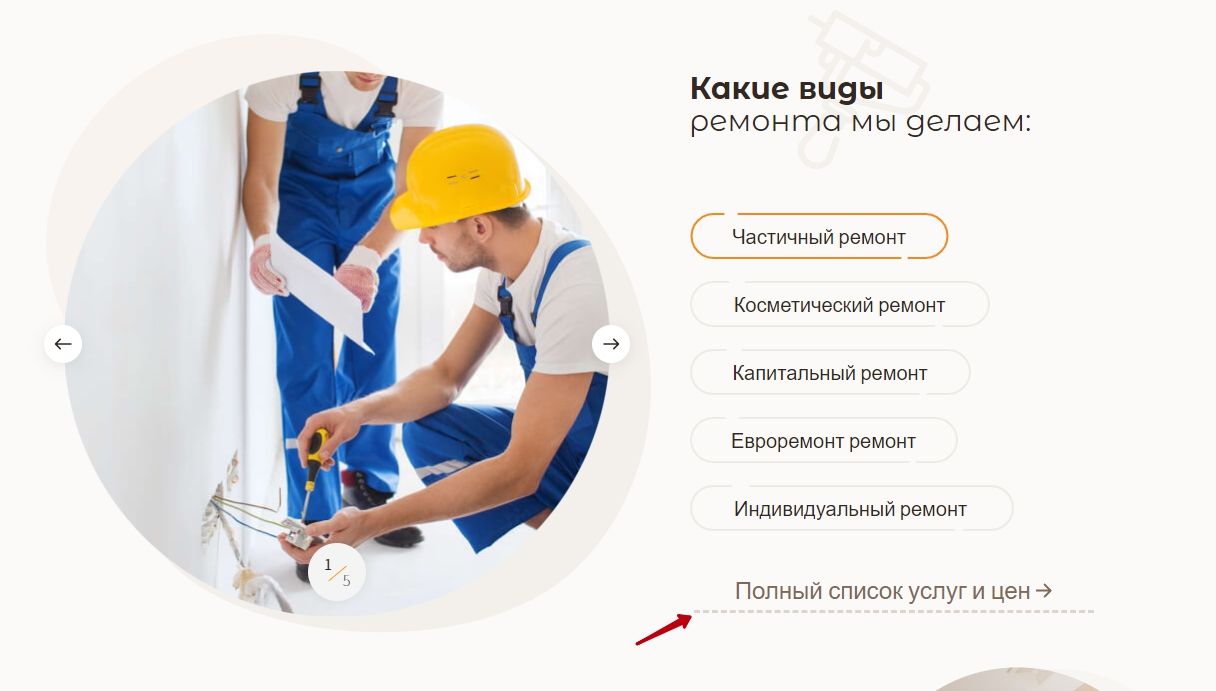 Какие виды
ремонта мы делаем:
Частичный ремонт
Косметический ремонт
Капитальный ремонт
Евроремонт ремонт
Индивидуальный ремонт
Полный список услуг и цен →
1/5